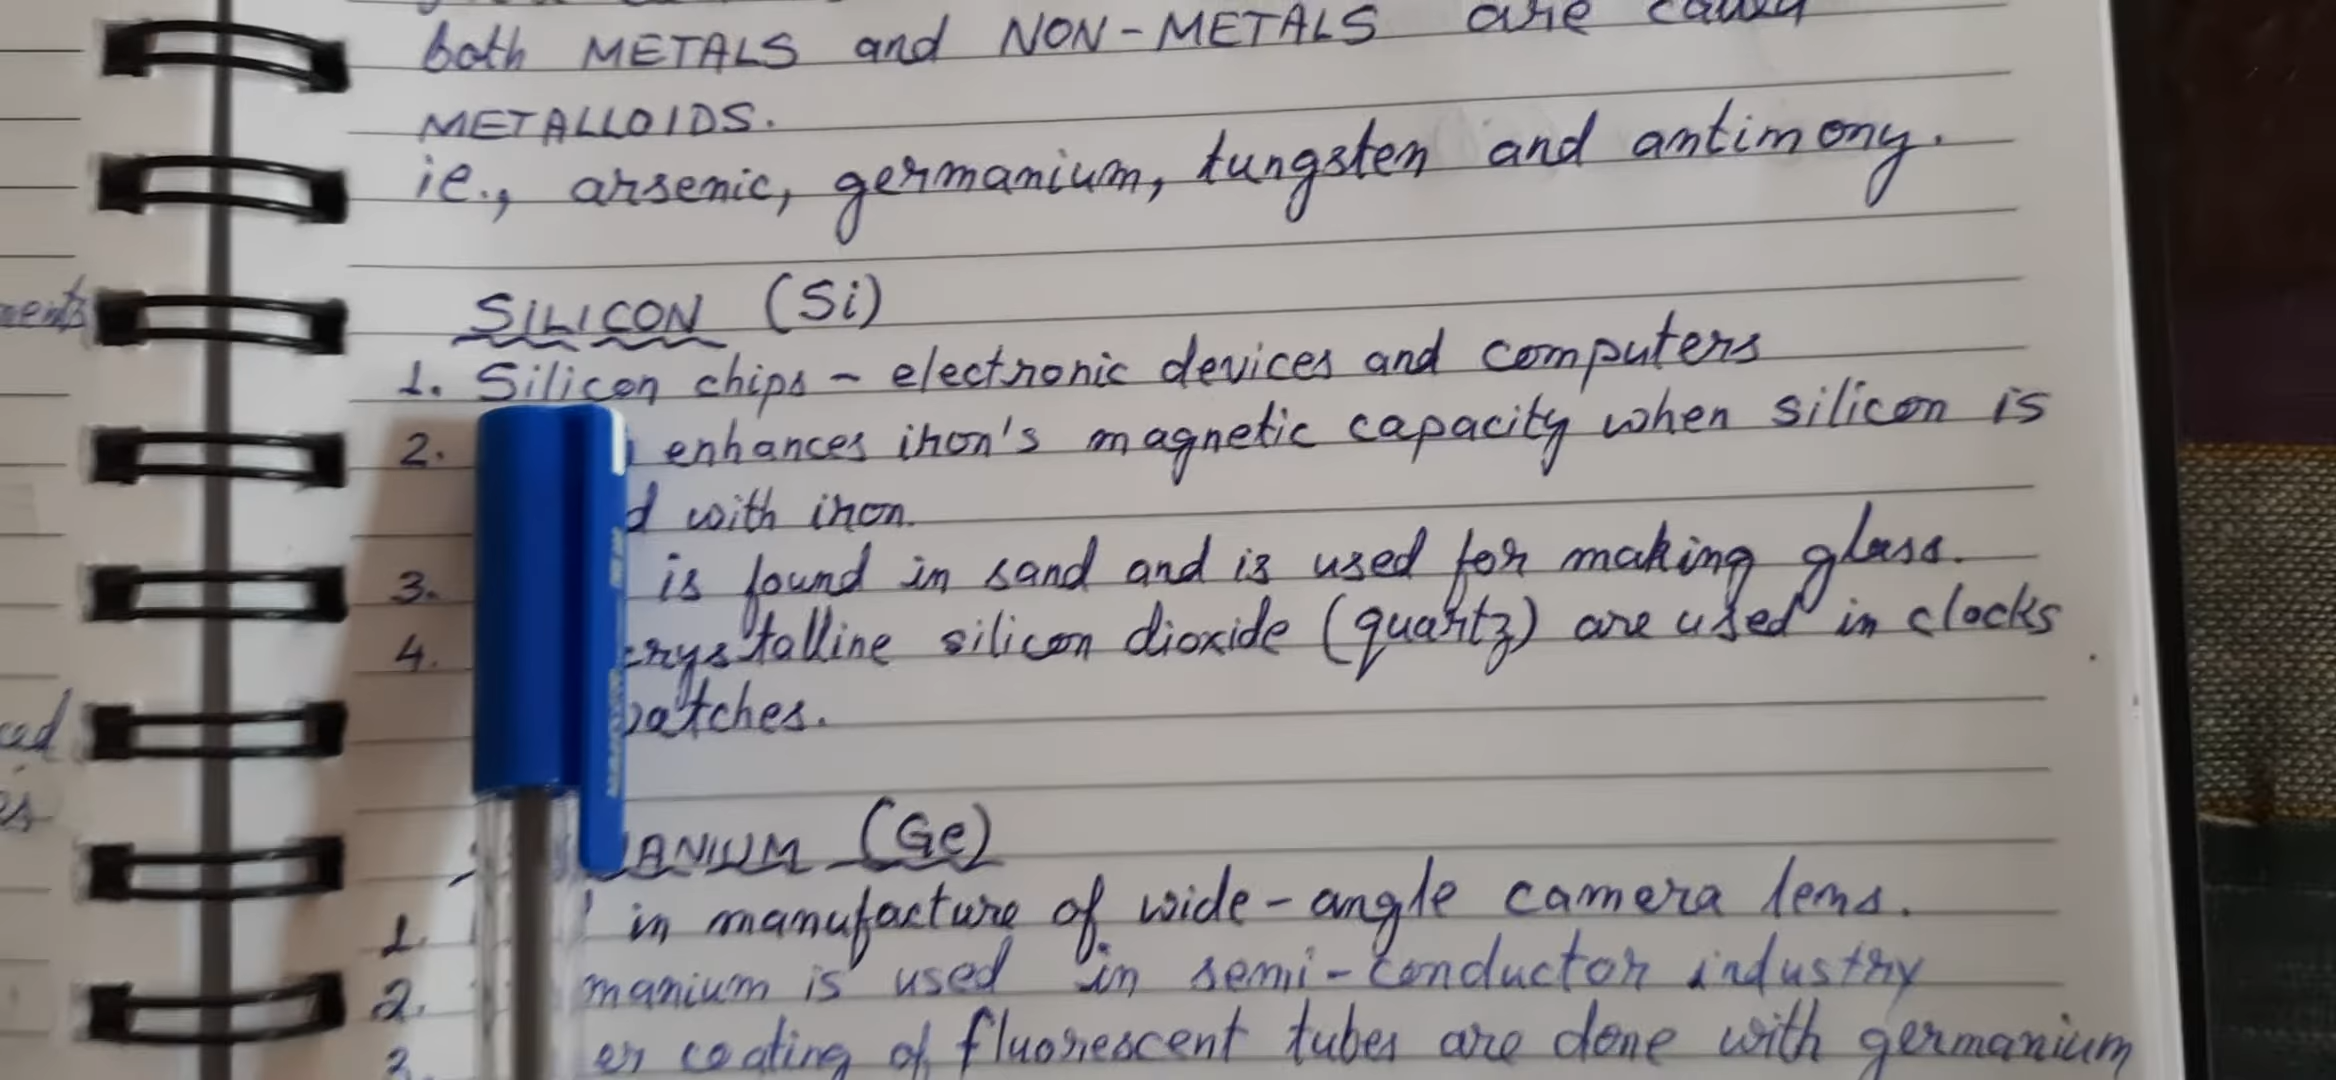 both METALS and NON-METALS are called
METALLOIDS.
ie., arsenic, germanium, tungsten and antimony.
SILICON (Si)
1. Silicon chips - electronic devices and computers
2. enhances iron's magnetic capacity when silicon is
d with iron.
3. is found in sand and is used for making glass.
4. crystalline silicon dioxide (quartz) are used in clocks
atches.
ANIUM (Ge)
1. in manufacture of wide-angle camera lens.
2. manium is used in semi-conductor industry
3. er coating of fluorescent tubes are done with germanium